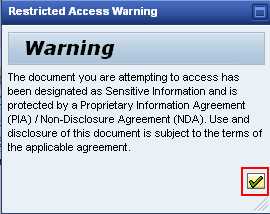 Restricted Access Warning
Warning
The document you are attempting to access has
been designated as Sensitive Information and is
protected by a Proprietary Information Agreement
(PIA) / Non-Disclosure Agreement (NDA). Use and
disclosure of this document is subject to the terms of
the applicable agreement.